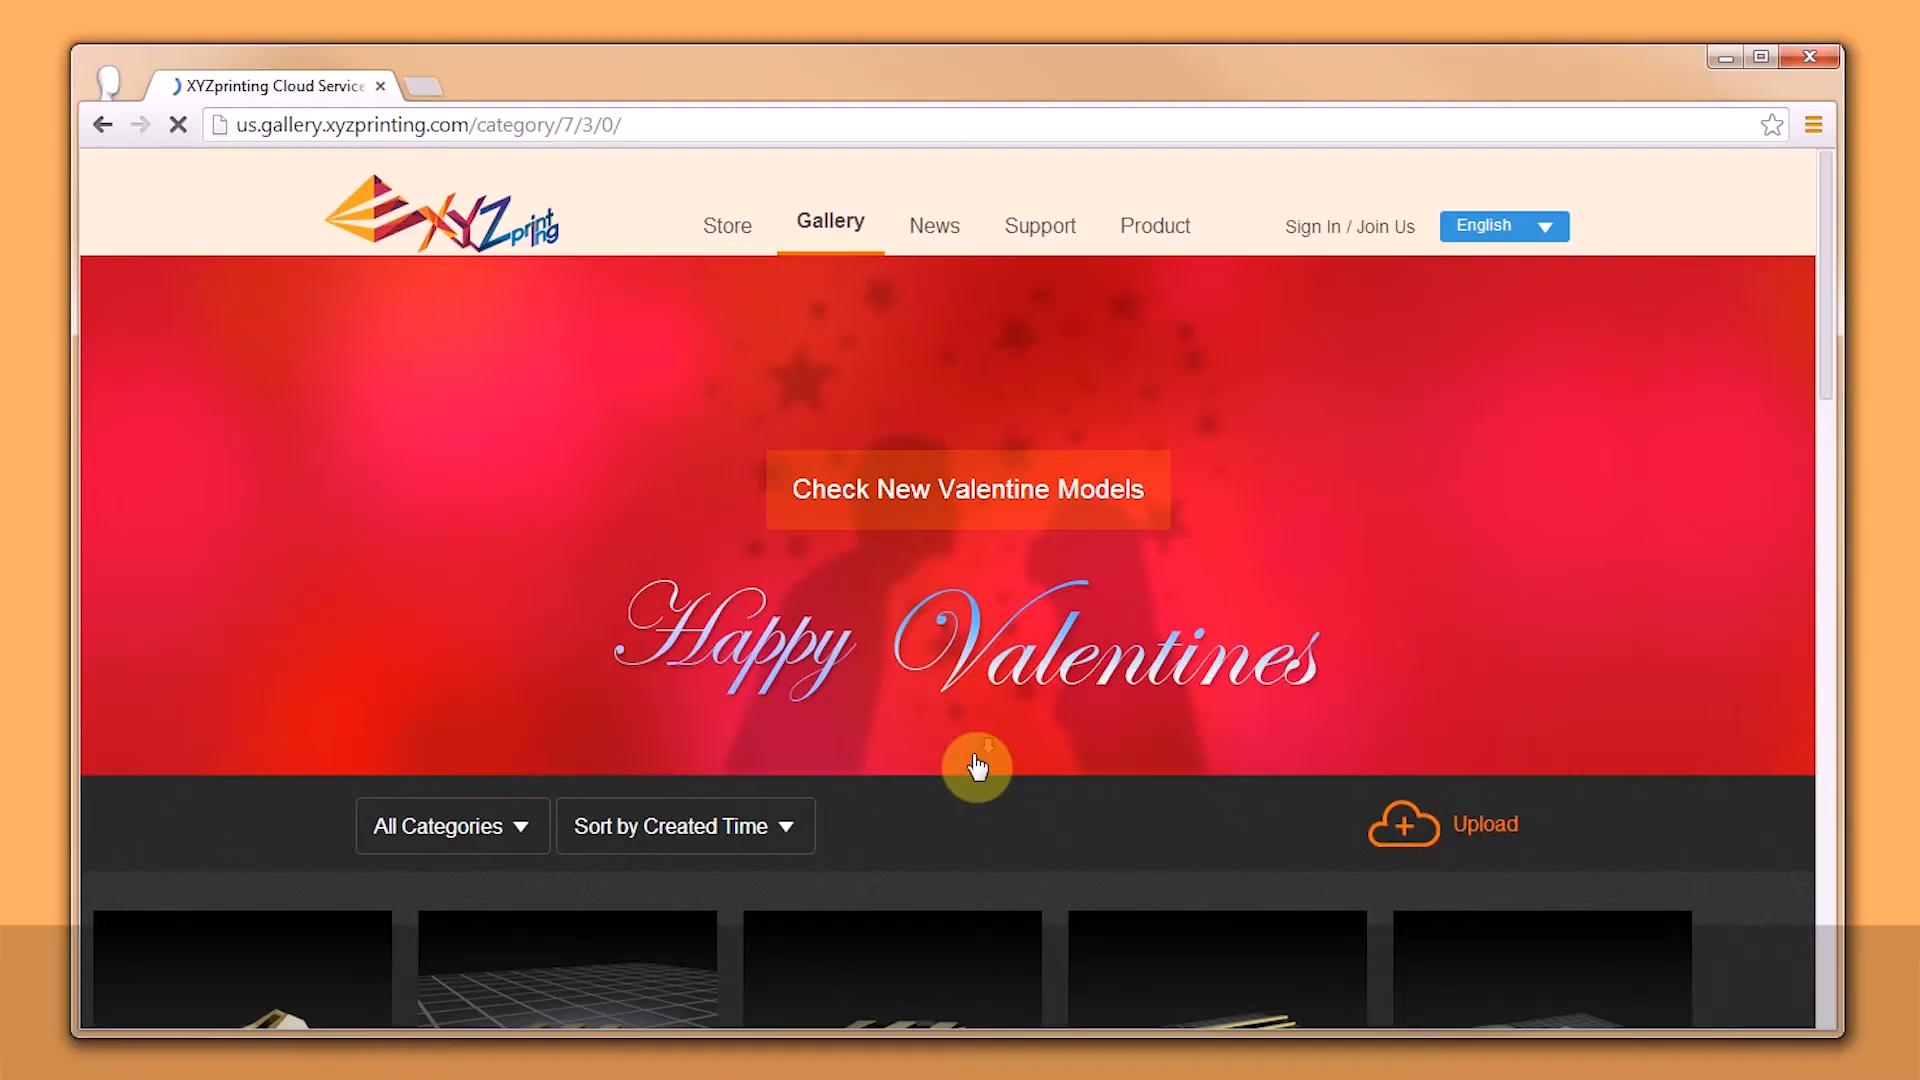 XYZprinting Cloud Service
us.gallery.xyzprinting.com/category/7/3/0/
XYZprinting
Store
Gallery
News
Support
Product
Sign In / Join Us
English
Check New Valentine Models
Happy Valentines
All Categories
Sort by Created Time
Upload